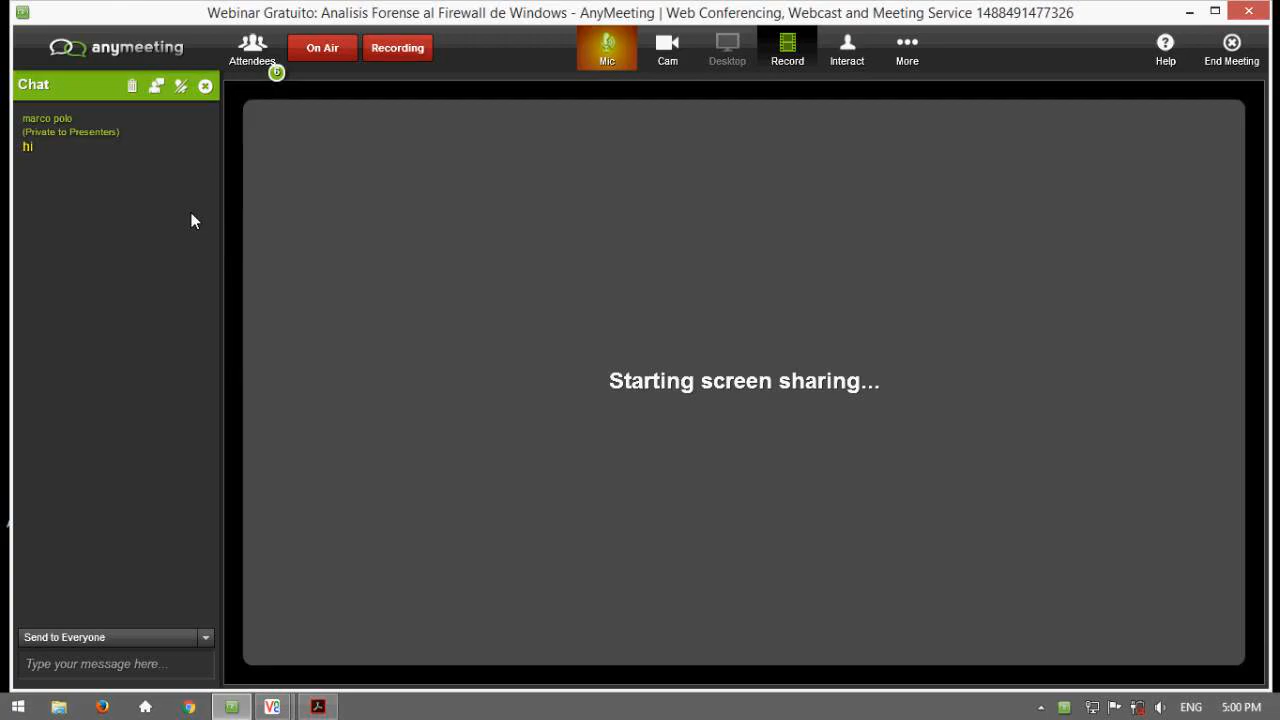 Webinar Gratuito: Analisis Forense al Firewall de Windows - AnyMeeting | Web Conferencing, Webcast and Meeting Service 1488491477326
anymeeting
Attendees
6
On Air
Recording
Mic
Cam
Desktop
Record
Interact
More
Help
End Meeting
Chat
marco polo
(Private to Presenters)
hi
Starting screen sharing...
Send to Everyone
Type your message here...
ENG
5:00 PM